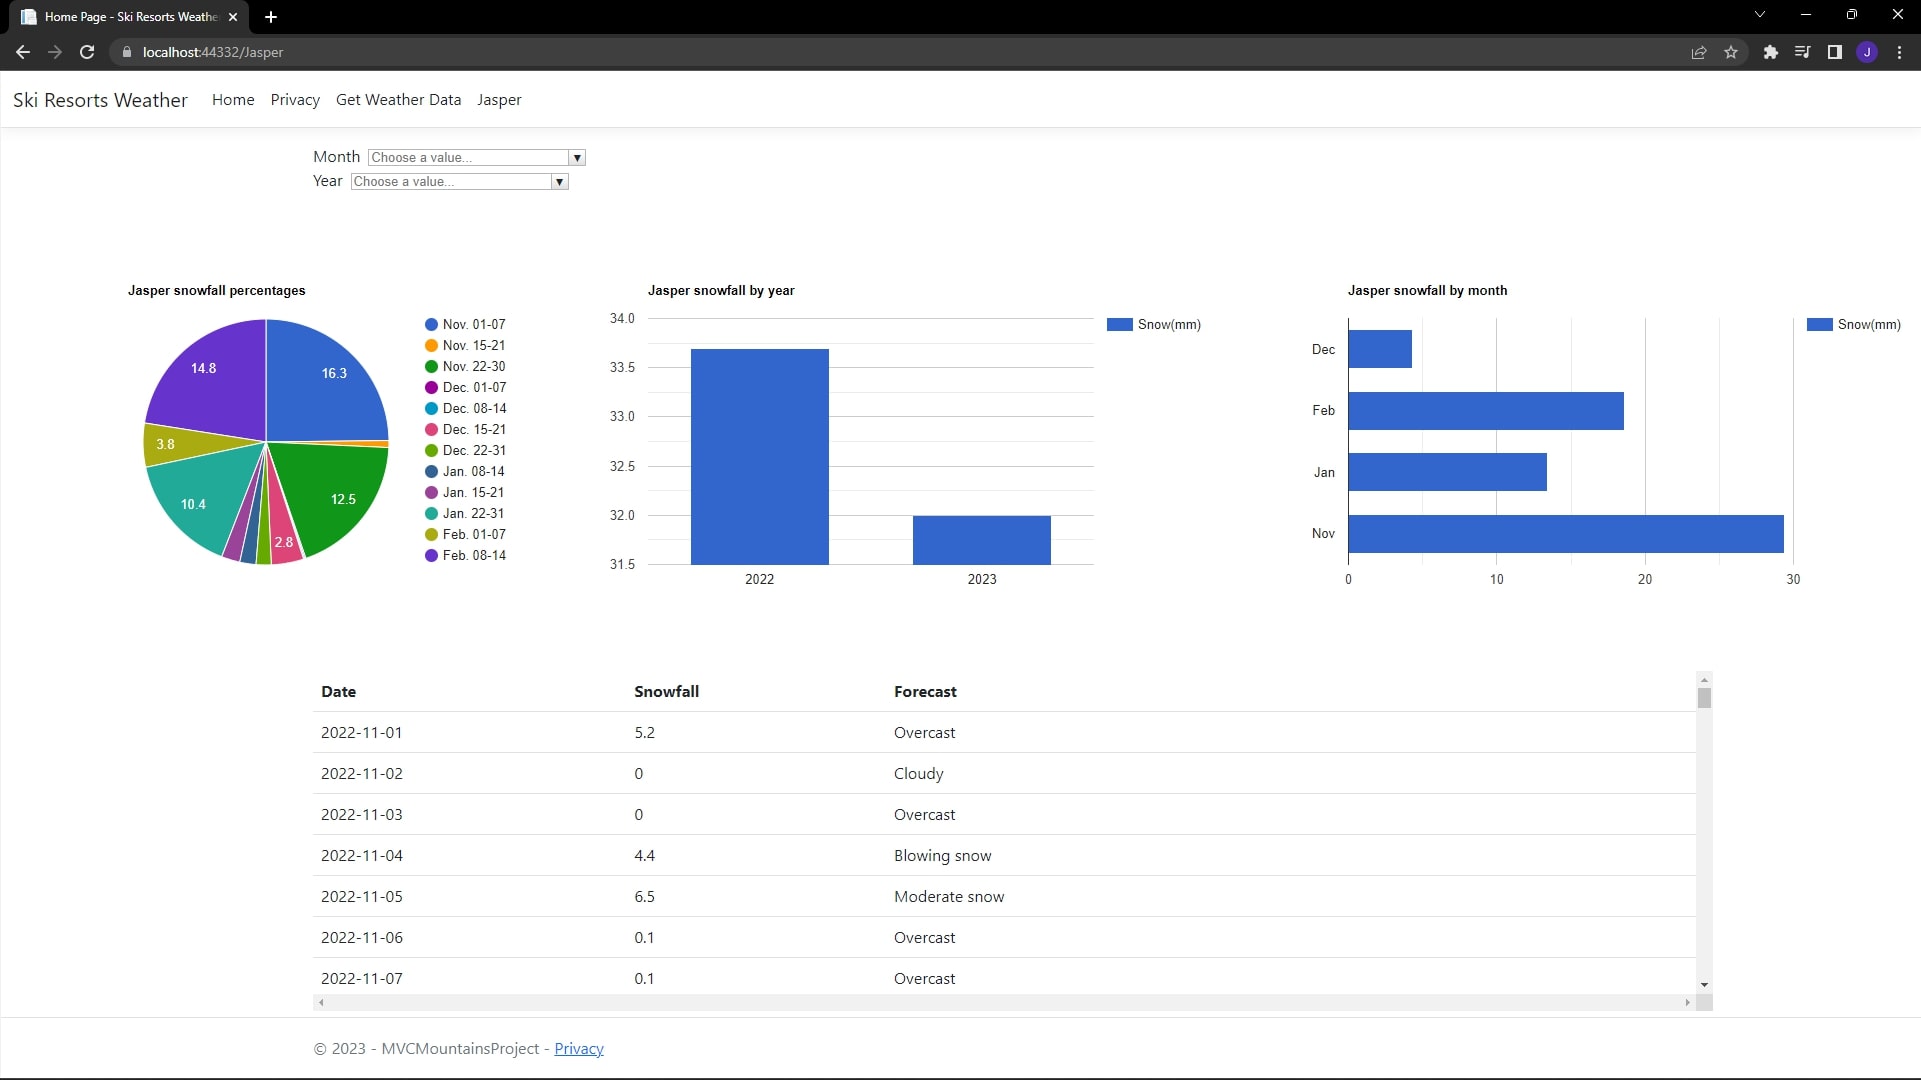 Home Page - Ski Resorts Weathe
localhost:44332/Jasper
J
Ski Resorts Weather Home Privacy Get Weather Data Jasper
Month Choose a value...
Year Choose a value...
Jasper snowfall percentages
14.8
16.3
3.8
12.5
10.4
2.8
Nov. 01-07
Nov. 15-21
Nov. 22-30
Dec. 01-07
Dec. 08-14
Dec. 15-21
Dec. 22-31
Jan. 08-14
Jan. 15-21
Jan. 22-31
Feb. 01-07
Feb. 08-14
Jasper snowfall by year
34.0
33.5
33.0
32.5
32.0
31.5
2022 2023
Snow(mm)
Jasper snowfall by month
Dec
Feb
Jan
Nov
0 10 20 30
Snow(mm)
Date Snowfall Forecast
2022-11-01 5.2 Overcast
2022-11-02 0 Cloudy
2022-11-03 0 Overcast
2022-11-04 4.4 Blowing snow
2022-11-05 6.5 Moderate snow
2022-11-06 0.1 Overcast
2022-11-07 0.1 Overcast
© 2023 - MVCMountainsProject - Privacy